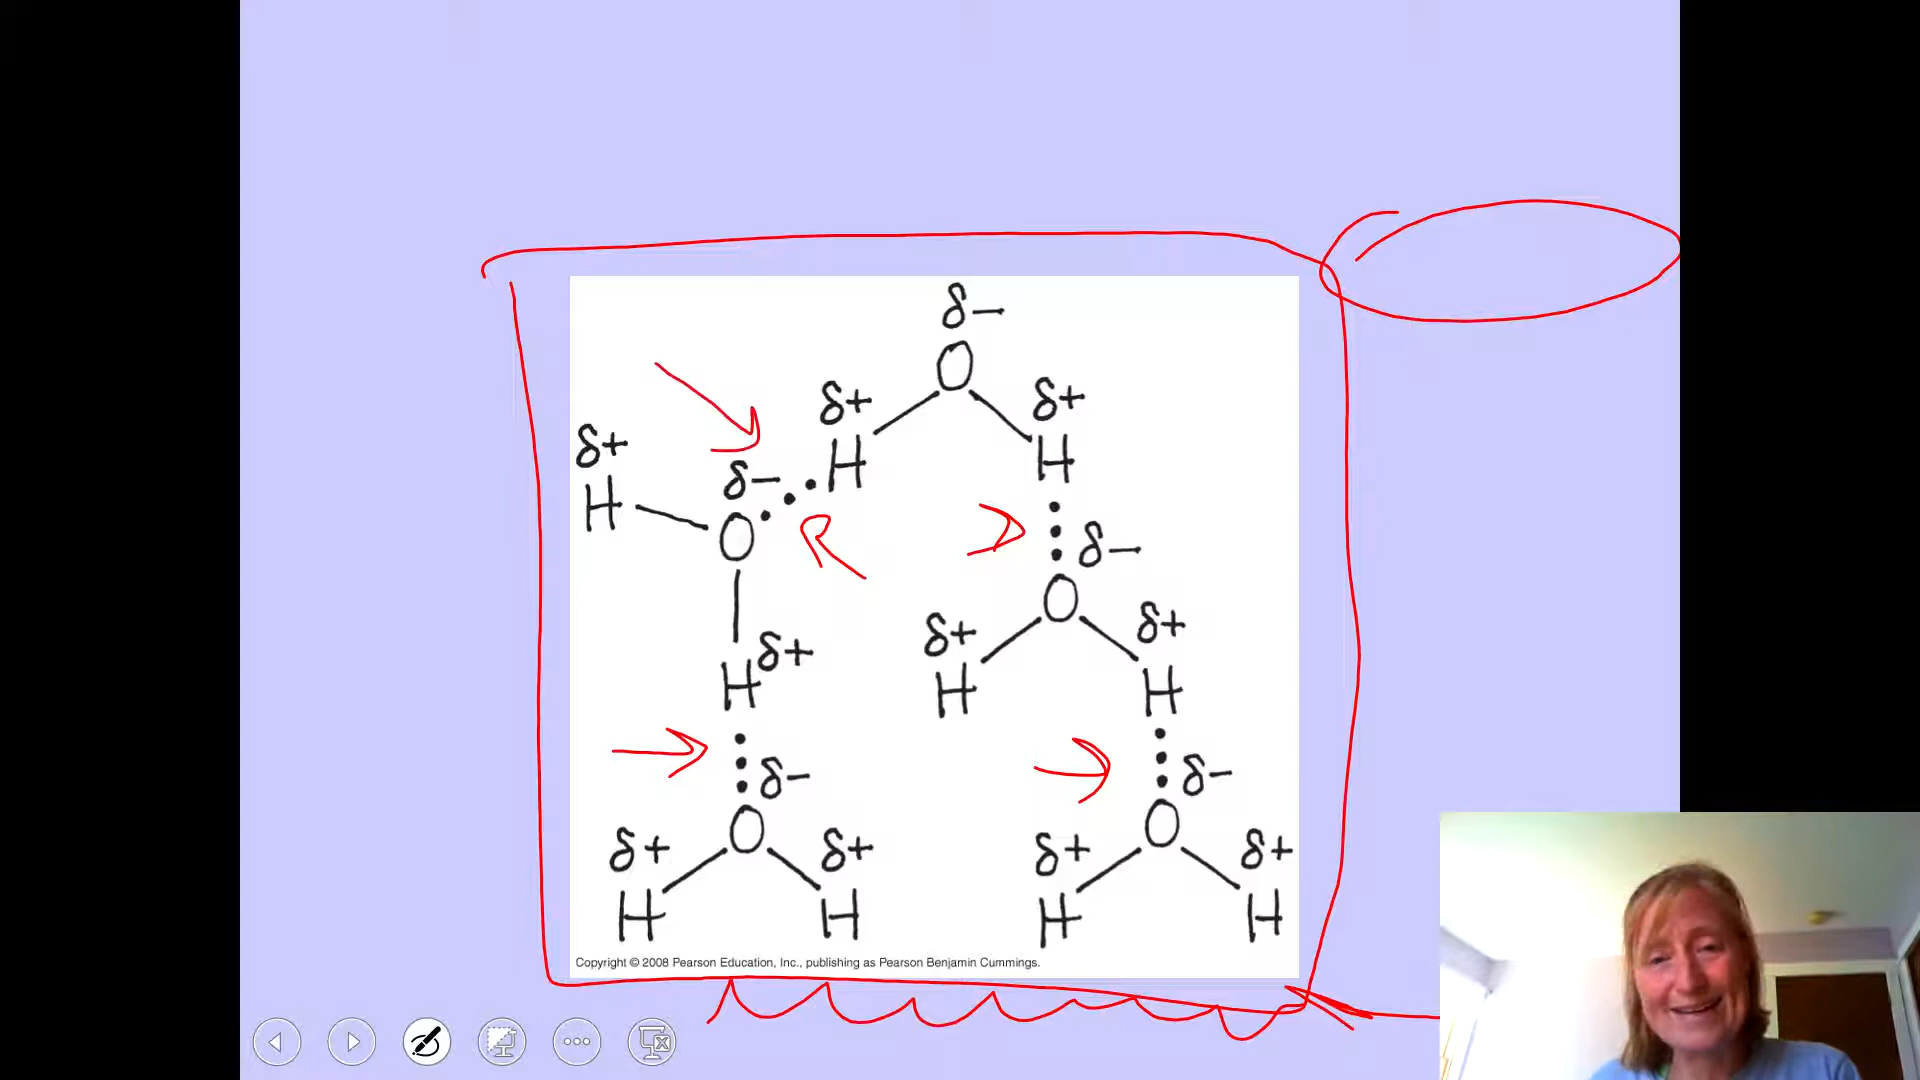 δ−
O
δ+ δ+
H H
δ+
H
δ−
O
δ−
O
δ+
H
δ+
H
δ+
H
δ−
O
δ+ δ+
H H
δ−
O
δ+ δ+
H H
Copyright © 2008 Pearson Education, Inc., publishing as Pearson Benjamin Cummings.